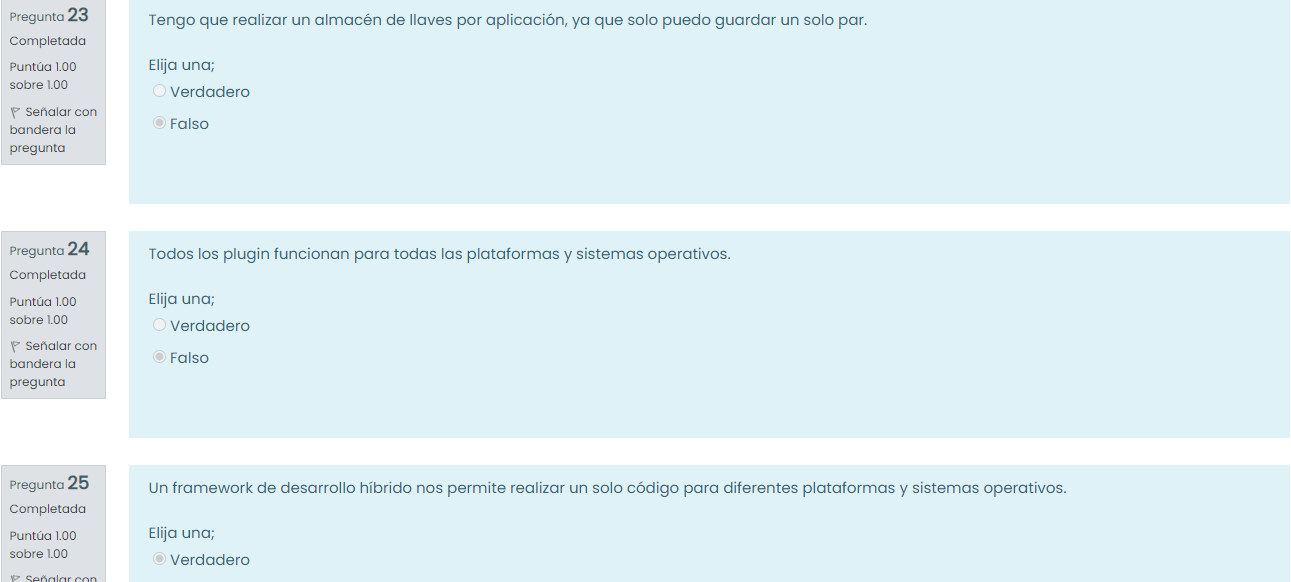 Pregunta 23
Completada
Puntúa 1.00
sobre 1.00
Señalar con
bandera la
pregunta
Tengo que realizar un almacén de llaves por aplicación, ya que solo puedo guardar un solo par.
Elija una;
Verdadero
Falso
Pregunta 24
Completada
Puntúa 1.00
sobre 1.00
Señalar con
bandera la
pregunta
Todos los plugin funcionan para todas las plataformas y sistemas operativos.
Elija una;
Verdadero
Falso
Pregunta 25
Completada
Puntúa 1.00
sobre 1.00
Señalar con
Un framework de desarrollo híbrido nos permite realizar un solo código para diferentes plataformas y sistemas operativos.
Elija una;
Verdadero